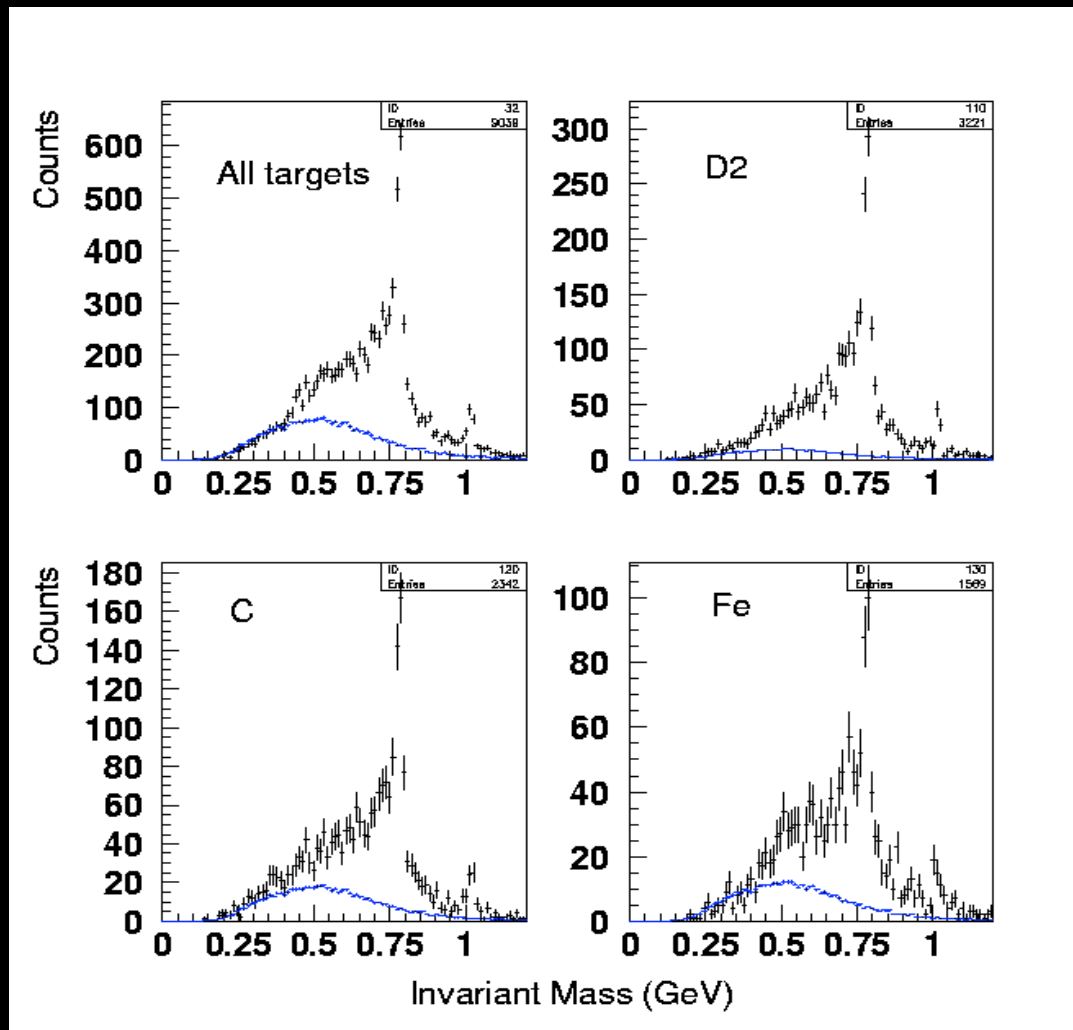 ID 32
Entries 9038
All targets
Counts
600
500
400
300
200
100
0
0 0.25 0.5 0.75 1
ID 110
Entries 3221
D2
300
250
200
150
100
50
0
0 0.25 0.5 0.75 1
ID 120
Entries 2342
C
Counts
180
160
140
120
100
80
60
40
20
0
0 0.25 0.5 0.75 1
ID 130
Entries 1569
Fe
100
80
60
40
20
0
0 0.25 0.5 0.75 1
Invariant Mass (GeV)